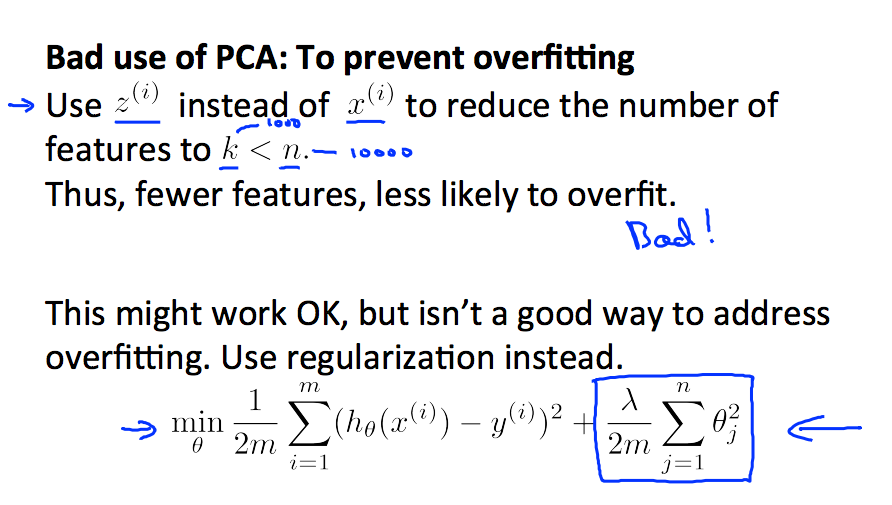 Bad use of PCA: To prevent overfitting
→ Use z^{(i)} instead of x^{(i)} to reduce the number of
1000
features to k < n. — 10000
Thus, fewer features, less likely to overfit.
Bad!
This might work OK, but isn't a good way to address
overfitting. Use regularization instead.
→ \min_{\theta} \frac{1}{2m} \sum_{i=1}^{m} (h_{\theta}(x^{(i)}) - y^{(i)})^2 + \frac{\lambda}{2m} \sum_{j=1}^{n} \theta_j^2 ←